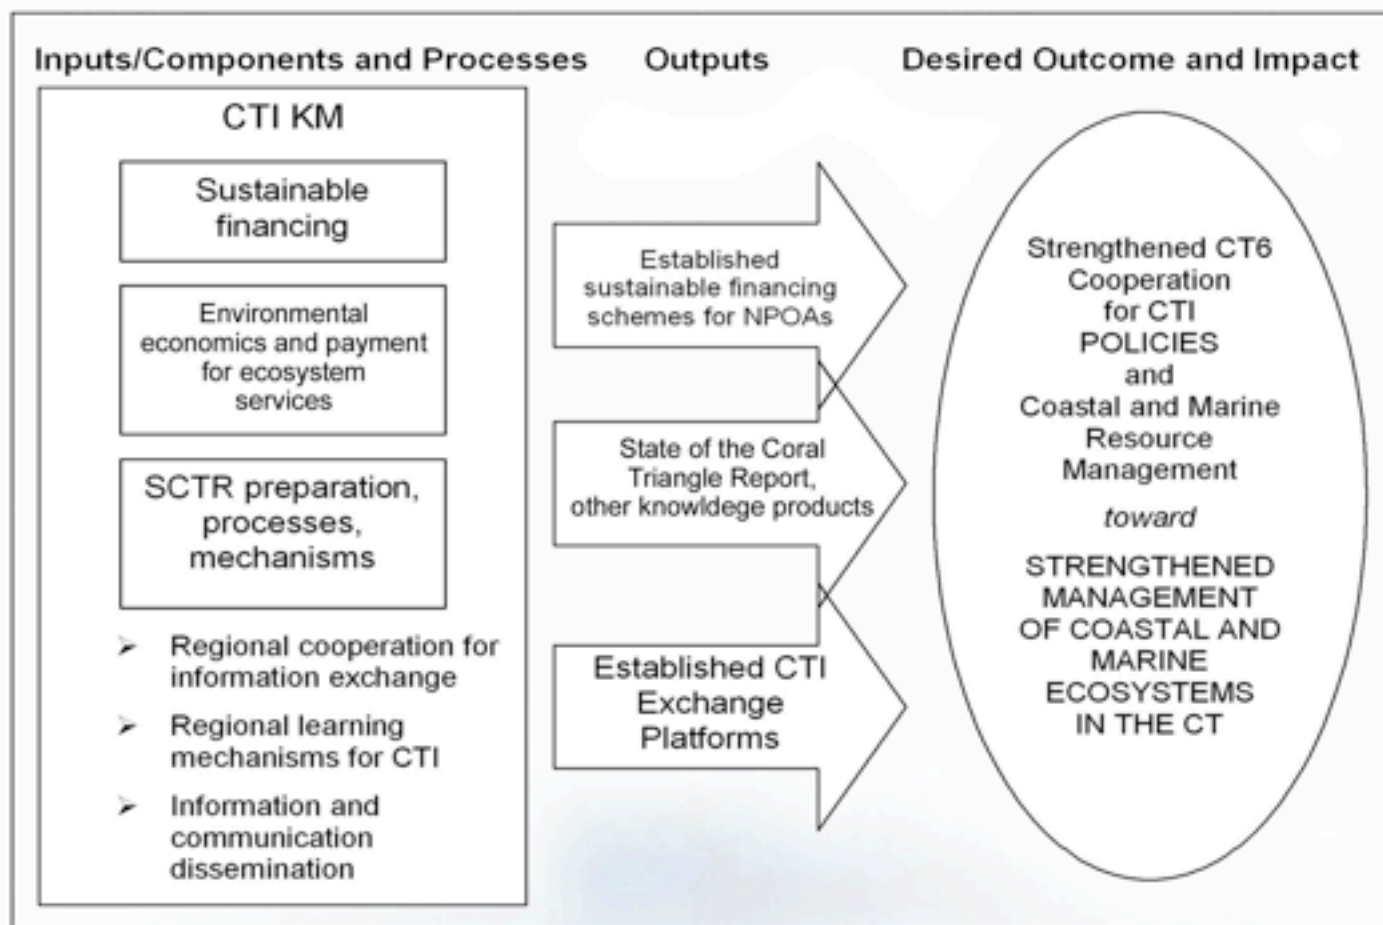 Inputs/Components and Processes
Outputs
Desired Outcome and Impact
CTI KM
Sustainable
financing
Environmental
economics and payment
for ecosystem
services
SCTR preparation,
processes,
mechanisms
➢ Regional cooperation for
information exchange
➢ Regional learning
mechanisms for CTI
➢ Information and
communication
dissemination
Established
sustainable financing
schemes for NPOAs
State of the Coral
Triangle Report,
other knowldege products
Established CTI
Exchange
Platforms
Strengthened CT6
Cooperation
for CTI
POLICIES
and
Coastal and Marine
Resource
Management
toward
STRENGTHENED
MANAGEMENT
OF COASTAL AND
MARINE
ECOSYSTEMS
IN THE CT